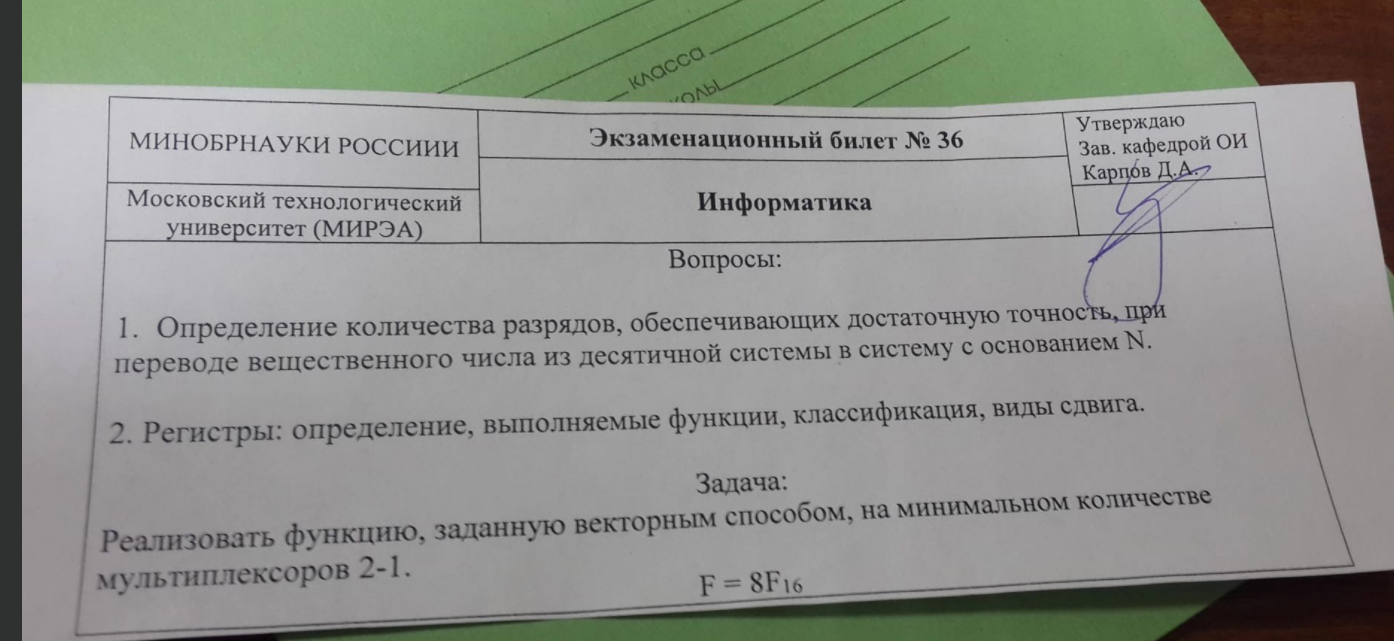 класса
МИНОБРНАУКИ РОССИИИ
Экзаменационный билет № 36
Утверждаю
Зав. кафедрой ОИ
Карпов Д.А.
Московский технологический
университет (МИРЭА)
Информатика
Вопросы:
1. Определение количества разрядов, обеспечивающих достаточную точность, при
переводе вещественного числа из десятичной системы в систему с основанием N.
2. Регистры: определение, выполняемые функции, классификация, виды сдвига.
Задача:
Реализовать функцию, заданную векторным способом, на минимальном количестве
мультиплексоров 2-1.
F = 8F₁₆